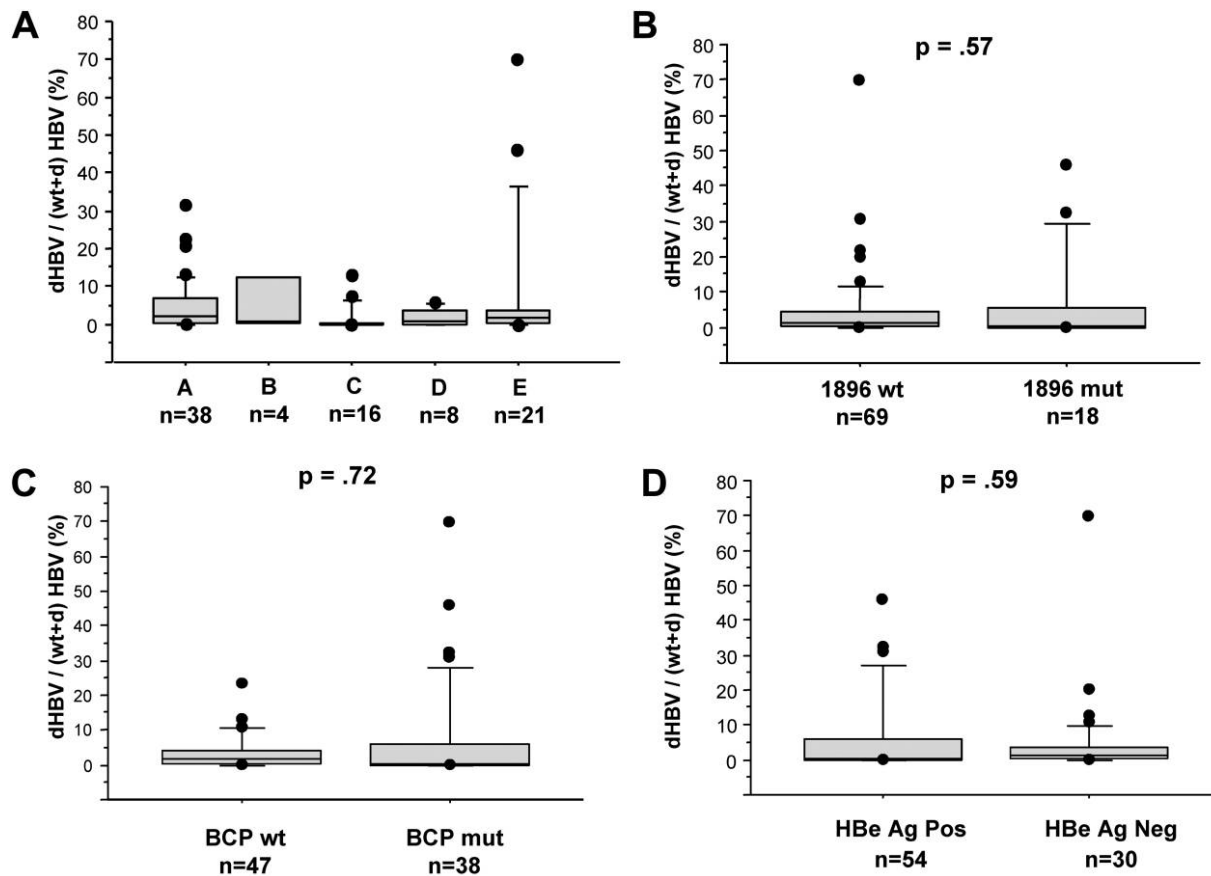 A
dHBV / (wt+d) HBV (%)
80
70
60
50
40
30
20
10
0
A B C D E
n=38 n=4 n=16 n=8 n=21
B
p = .57
dHBV / (wt+d) HBV (%)
80
70
60
50
40
30
20
10
0
1896 wt 1896 mut
n=69 n=18
C
p = .72
dHBV / (wt+d) HBV (%)
80
70
60
50
40
30
20
10
0
BCP wt BCP mut
n=47 n=38
D
p = .59
dHBV / (wt+d) HBV (%)
80
70
60
50
40
30
20
10
0
HBe Ag Pos HBe Ag Neg
n=54 n=30